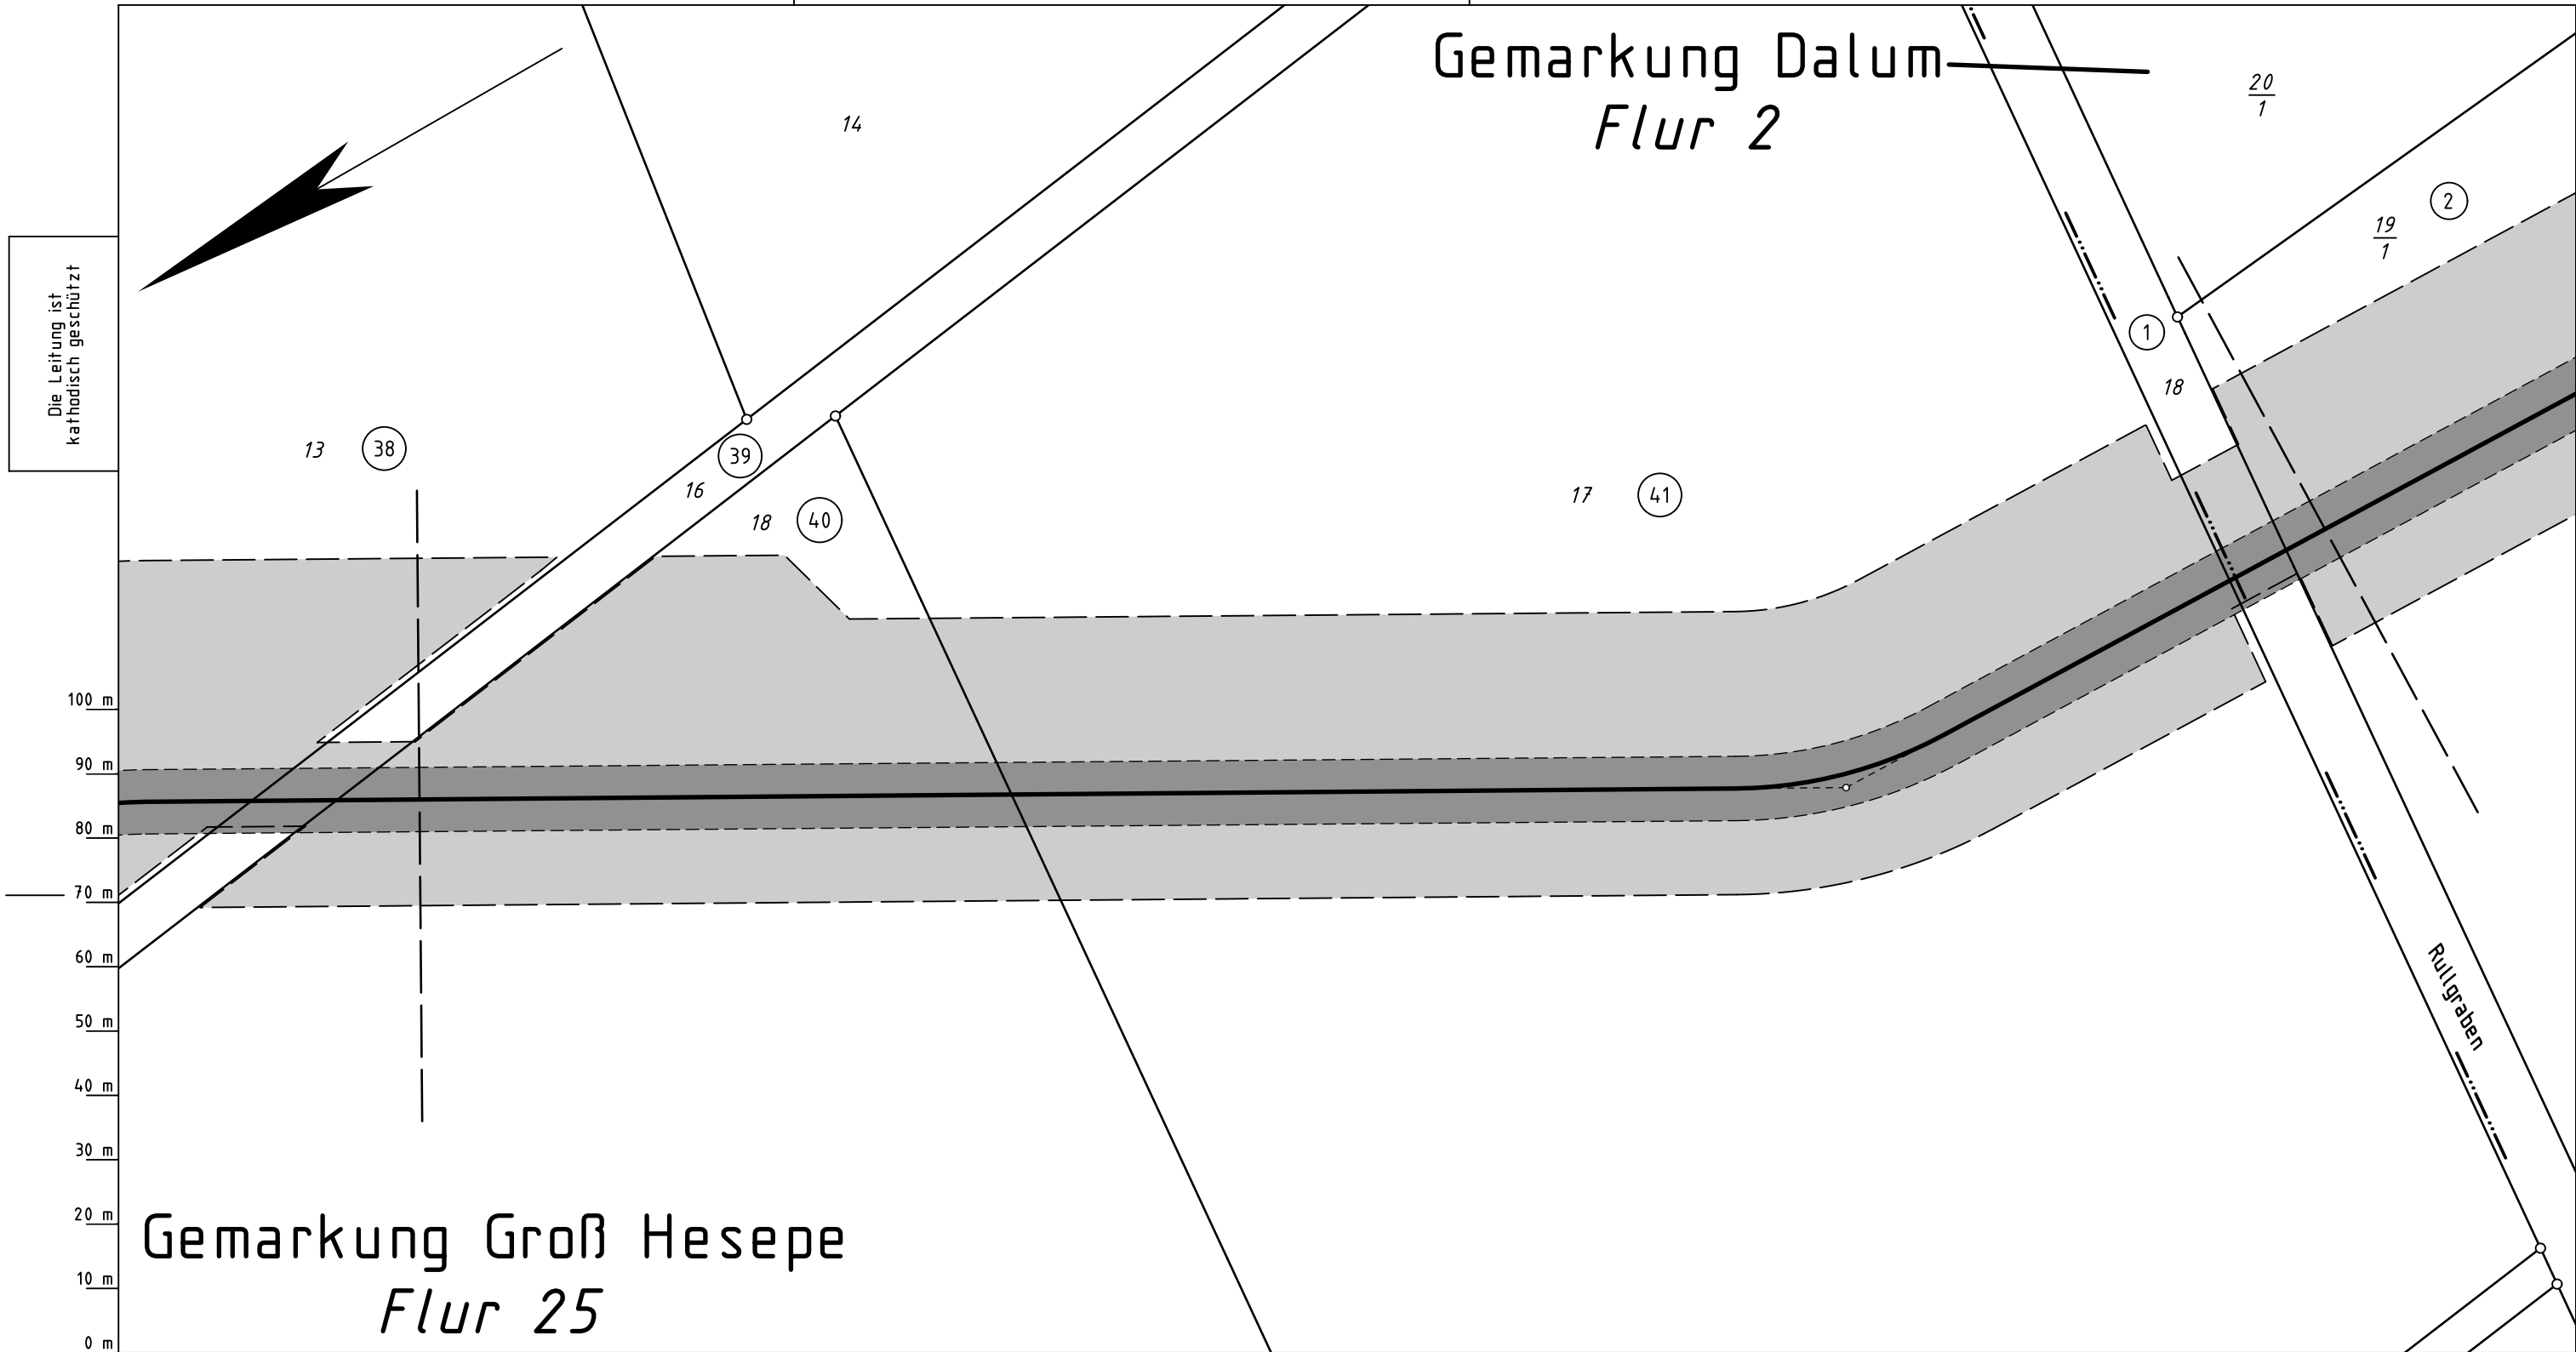 Gemarkung Dalum
Flur 2
14
20
1
2
19
1
1
18
Die Leitung ist
kathodisch geschützt
13 38
39
16
18 40
17 41
100 m
90 m
80 m
70 m
60 m
50 m
40 m
30 m
20 m
10 m
0 m
Rullgraben
Gemarkung Groß Hesepe
Flur 25